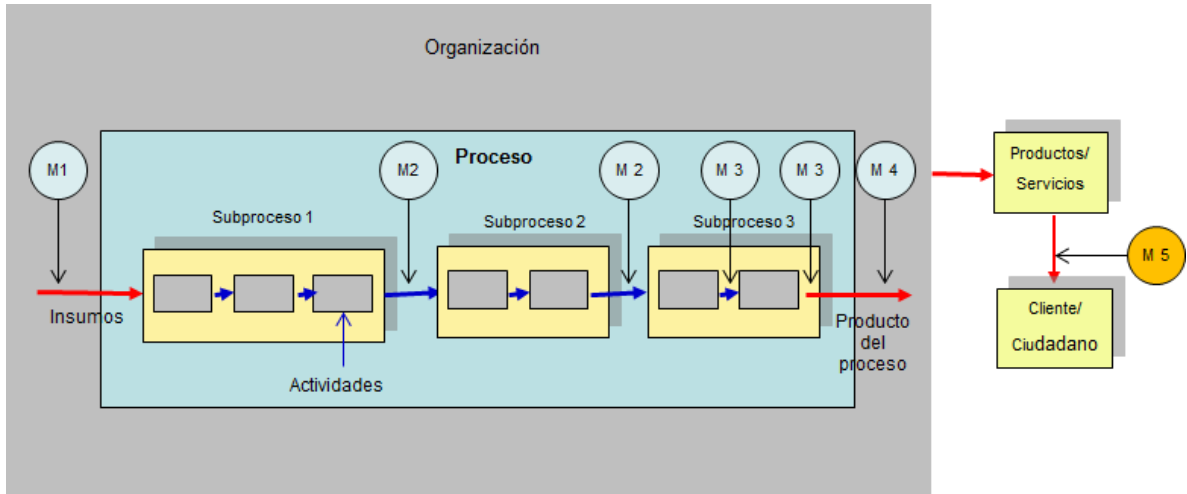 Organización
Proceso
M1
M2
M 2
M 3
M 3
M 4
Subproceso 1
Subproceso 2
Subproceso 3
Insumos
Actividades
Producto
del
proceso
Productos/
Servicios
M 5
Cliente/
Ciudadano